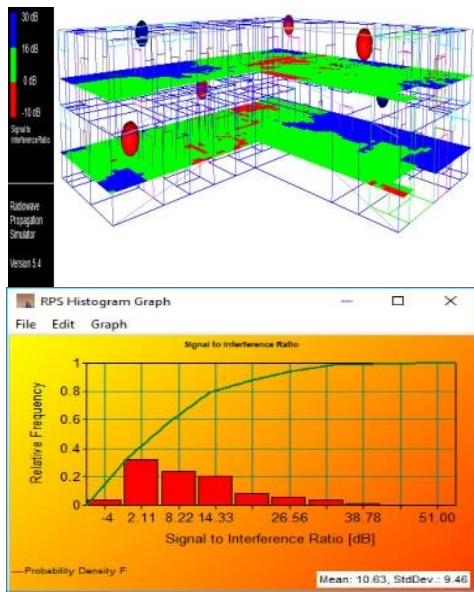 30 dB
16 dB
0 dB
-10 dB
Signal to
InterferenceRatio
Radiowave
Propagation
Simulator
Version 5.4
RPS Histogram Graph
File Edit Graph
Signal to Interference Ratio
Relative Frequency
1
0.8
0.6
0.4
0.2
0
-4 2.11 8.22 14.33 26.56 38.78 51.00
Signal to Interference Ratio [dB]
Probability Density F
Mean: 10.63, StdDev.: 9.46